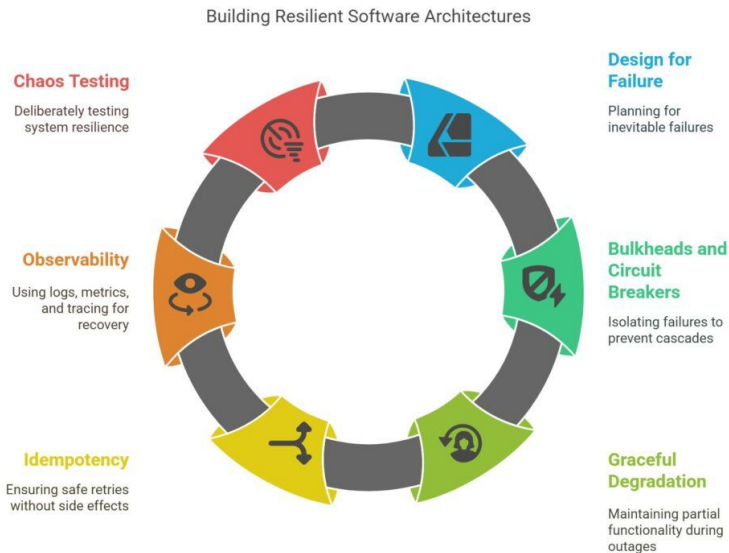 Building Resilient Software Architectures
Chaos Testing
Deliberately testing
system resilience
Design for
Failure
Planning for
inevitable failures
Observability
Using logs, metrics,
and tracing for
recovery
Bulkheads and
Circuit
Breakers
Isolating failures to
prevent cascades
Idempotency
Ensuring safe retries
without side effects
Graceful
Degradation
Maintaining partial
functionality during
outages